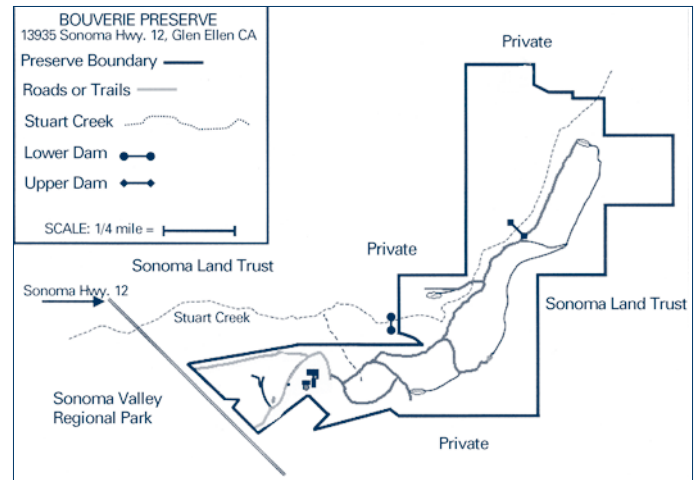 BOUVERIE PRESERVE
13935 Sonoma Hwy. 12, Glen Ellen CA
Preserve Boundary
Roads or Trails
Stuart Creek
Lower Dam
Upper Dam
SCALE: 1/4 mile =
Private
Private
Sonoma Land Trust
Sonoma Hwy. 12
Stuart Creek
Sonoma Land Trust
Sonoma Valley
Regional Park
Private